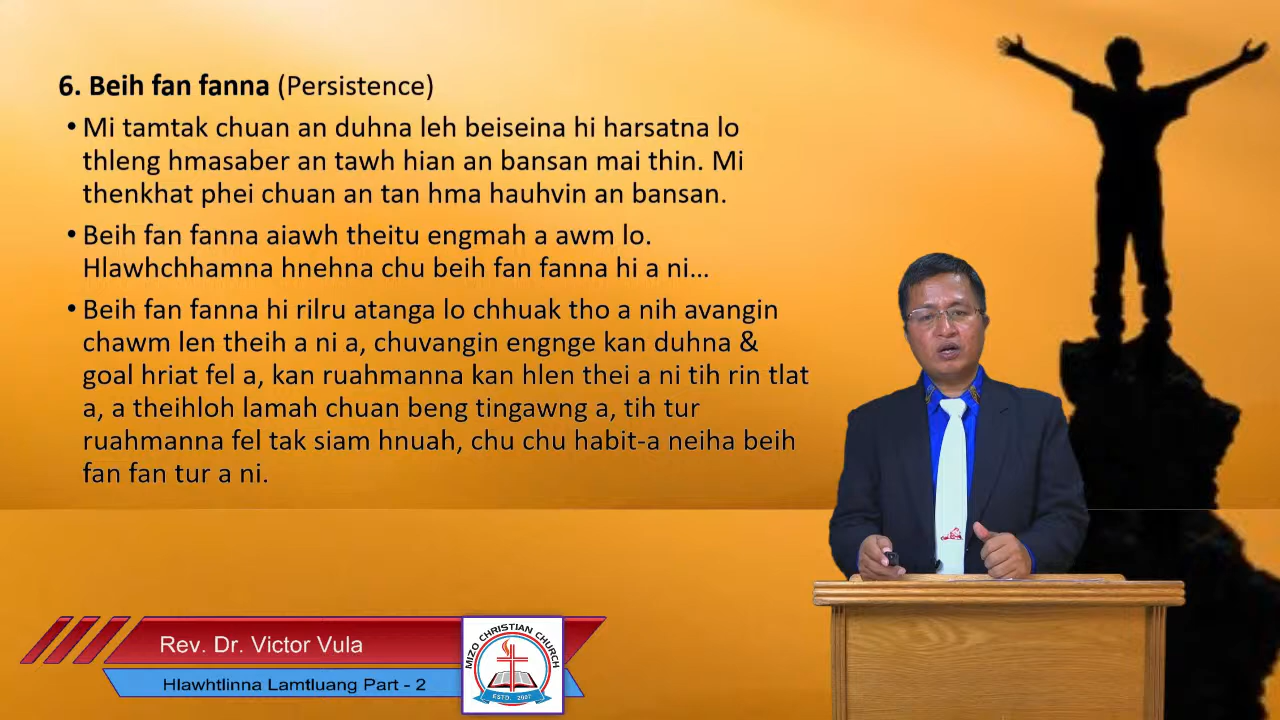 6. Beih fan fanna (Persistence)
• Mi tamtak chuan an duhna leh beiseina hi harsatna lo
thleng hmasaber an tawh hian an bansan mai thin. Mi
thenkhat phei chuan an tan hma hauhvin an bansan.
• Beih fan fanna aiawh theitu engmah a awm lo.
Hlawhchhamna hnehna chu beih fan fanna hi a ni…
• Beih fan fanna hi rilru atanga lo chhuak tho a nih avangin
chawm len theih a ni a, chuvangin engnge kan duhna &
goal hriat fel a, kan ruahmanna kan hlen thei a ni tih rin tlat
a, a theihloh lamah chuan beng tingawng a, tih tur
ruahmanna fel tak siam hnuah, chu chu habit-a neiha beih
fan fan tur a ni.
Rev. Dr. Victor Vula
Hlawhtlinna Lamtluang Part - 2
MIZO CHRISTIAN CHURCH
ESTD. 2007